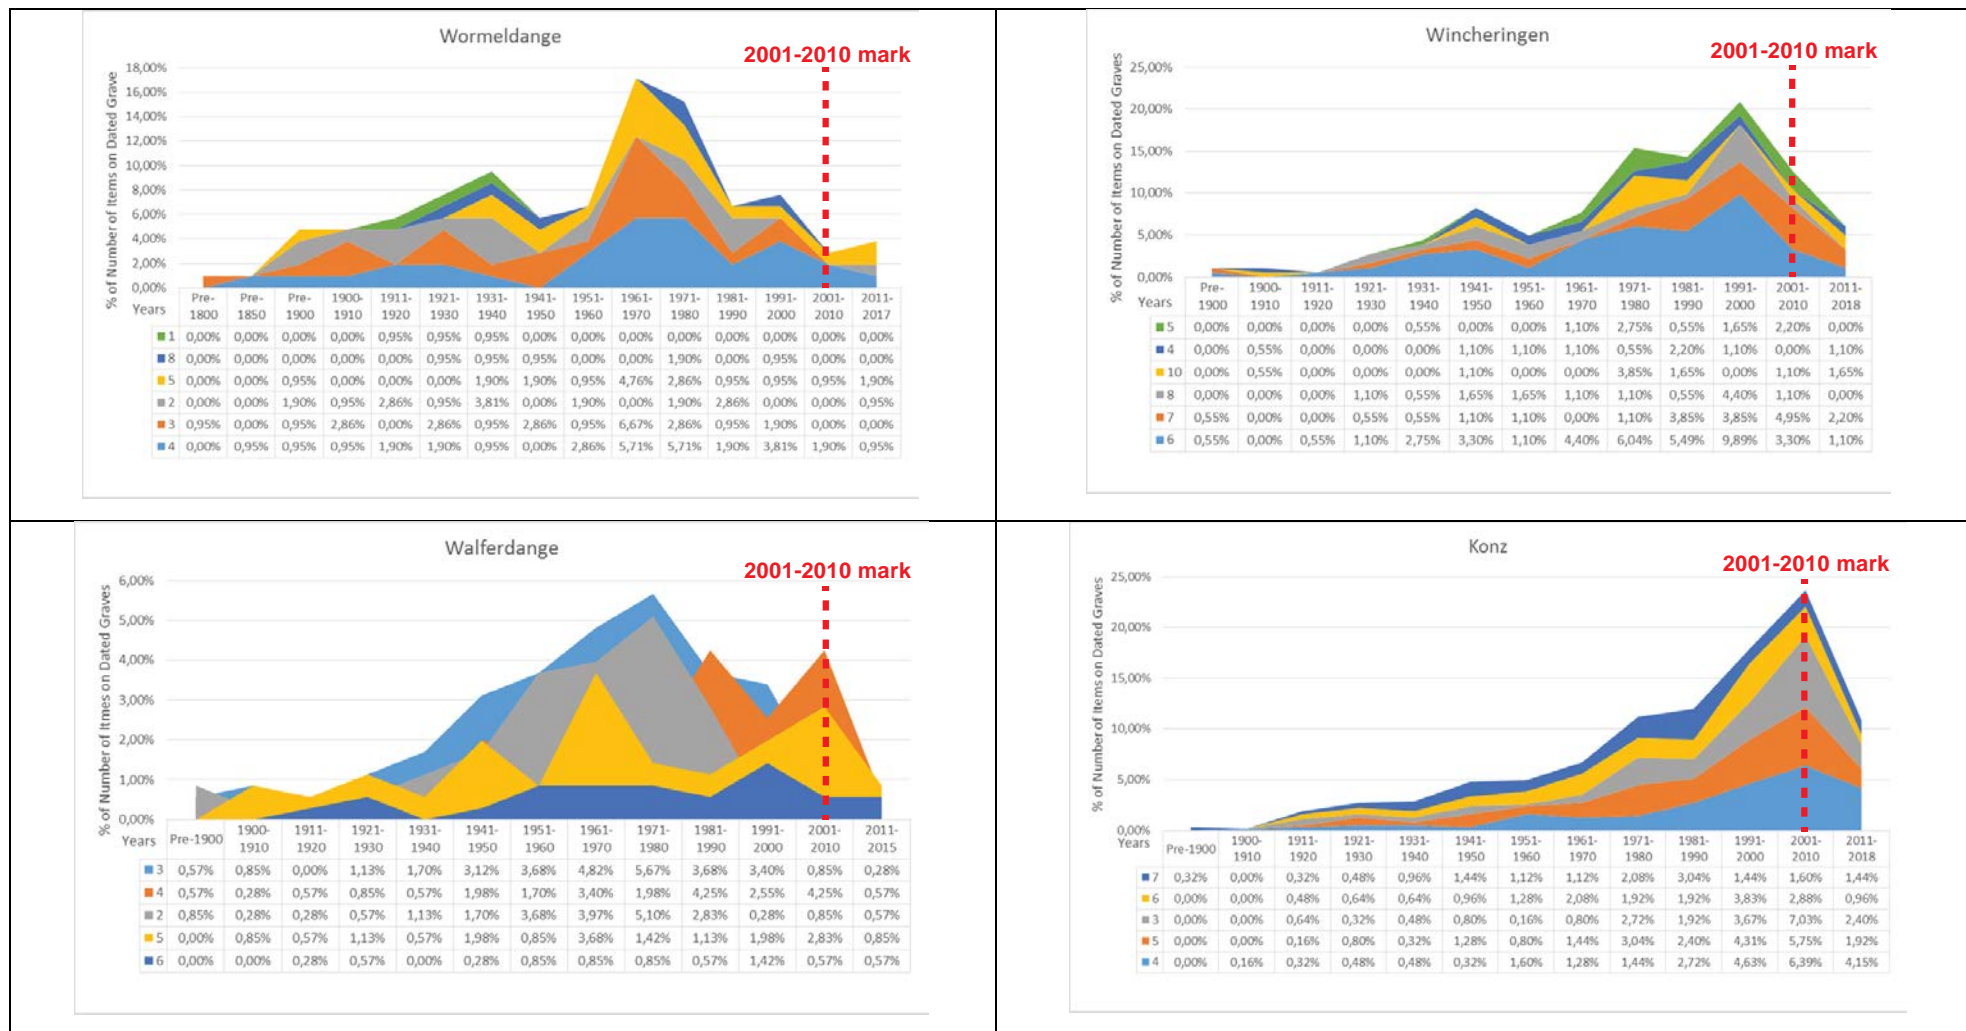 Wormeldange
2001-2010 mark
% of Number of Items on Dated Grave
18,00%
16,00%
14,00%
12,00%
10,00%
8,00%
6,00%
4,00%
2,00%
0,00%
Years
Pre-1800 Pre-1850 Pre-1900 1900-1910 1911-1920 1921-1930 1931-1940 1941-1950 1951-1960 1961-1970 1971-1980 1981-1990 1991-2000 2001-2010 2011-2017
1 0,00% 0,00% 0,00% 0,00% 0,95% 0,95% 0,95% 0,00% 0,00% 0,00% 0,00% 0,00% 0,00% 0,00% 0,00%
8 0,00% 0,00% 0,00% 0,00% 0,00% 0,95% 0,95% 0,95% 0,00% 0,00% 1,90% 0,00% 0,95% 0,00% 0,00%
5 0,00% 0,00% 0,95% 0,00% 0,00% 0,00% 1,90% 1,90% 0,95% 4,76% 2,86% 0,95% 0,95% 0,95% 1,90%
2 0,00% 0,00% 1,90% 0,95% 2,86% 0,95% 3,81% 0,00% 1,90% 0,00% 1,90% 2,86% 0,00% 0,00% 0,95%
3 0,95% 0,00% 0,95% 2,86% 0,00% 2,86% 0,95% 2,86% 0,95% 6,67% 2,86% 0,95% 1,90% 0,00% 0,00%
4 0,00% 0,95% 0,95% 0,95% 1,90% 1,90% 0,95% 0,00% 2,86% 5,71% 5,71% 1,90% 3,81% 1,90% 0,95%
Wincheringen
2001-2010 mark
% of Number of Items on Dated Graves
25,00%
20,00%
15,00%
10,00%
5,00%
0,00%
Years
Pre-1900 1900-1910 1911-1920 1921-1930 1931-1940 1941-1950 1951-1960 1961-1970 1971-1980 1981-1990 1991-2000 2001-2010 2011-2018
5 0,00% 0,00% 0,00% 0,00% 0,55% 0,00% 0,00% 1,10% 2,75% 0,55% 1,65% 2,20% 0,00%
4 0,00% 0,55% 0,00% 0,00% 0,00% 1,10% 1,10% 1,10% 0,55% 2,20% 1,10% 0,00% 1,10%
10 0,00% 0,55% 0,00% 0,00% 0,00% 1,10% 0,00% 0,00% 3,85% 1,65% 0,00% 1,10% 1,65%
8 0,00% 0,00% 0,00% 1,10% 0,55% 1,65% 1,65% 1,10% 1,10% 0,55% 4,40% 1,10% 0,00%
7 0,55% 0,00% 0,00% 0,55% 0,55% 1,10% 1,10% 0,00% 1,10% 3,85% 3,85% 4,95% 2,20%
6 0,55% 0,00% 0,55% 1,10% 2,75% 3,30% 1,10% 4,40% 6,04% 5,49% 9,89% 3,30% 1,10%
Walferdange
2001-2010 mark
% of Number of Itmes on Dated Graves
6,00%
5,00%
4,00%
3,00%
2,00%
1,00%
0,00%
Years
Pre-1900 1900-1910 1911-1920 1921-1930 1931-1940 1941-1950 1951-1960 1961-1970 1971-1980 1981-1990 1991-2000 2001-2010 2011-2015
3 0,57% 0,85% 0,00% 1,13% 1,70% 3,12% 3,68% 4,82% 5,67% 3,68% 3,40% 0,85% 0,28%
4 0,57% 0,28% 0,57% 0,85% 0,57% 1,98% 1,70% 3,40% 1,98% 4,25% 2,55% 4,25% 0,57%
2 0,85% 0,28% 0,28% 0,57% 1,13% 1,70% 3,68% 3,97% 5,10% 2,83% 0,28% 0,85% 0,57%
5 0,00% 0,85% 0,57% 1,13% 0,57% 1,98% 0,85% 3,68% 1,42% 1,13% 1,98% 2,83% 0,85%
6 0,00% 0,00% 0,28% 0,57% 0,00% 0,28% 0,85% 0,85% 0,85% 0,57% 1,42% 0,57% 0,57%
Konz
2001-2010 mark
% of Number of Items on Dated Graves
25,00%
20,00%
15,00%
10,00%
5,00%
0,00%
Years
Pre-1900 1900-1910 1911-1920 1921-1930 1931-1940 1941-1950 1951-1960 1961-1970 1971-1980 1981-1990 1991-2000 2001-2010 2011-2018
7 0,32% 0,00% 0,32% 0,48% 0,96% 1,44% 1,12% 1,12% 2,08% 3,04% 1,44% 1,60% 1,44%
6 0,00% 0,00% 0,48% 0,64% 0,64% 0,96% 1,28% 2,08% 1,92% 1,92% 3,83% 2,88% 0,96%
3 0,00% 0,00% 0,64% 0,32% 0,48% 0,80% 0,16% 0,80% 2,72% 1,92% 3,67% 7,03% 2,40%
5 0,00% 0,00% 0,16% 0,80% 0,32% 1,28% 0,80% 1,44% 3,04% 2,40% 4,31% 5,75% 1,92%
4 0,00% 0,16% 0,32% 0,48% 0,48% 0,32% 1,60% 1,28% 1,44% 2,72% 4,63% 6,39% 4,15%